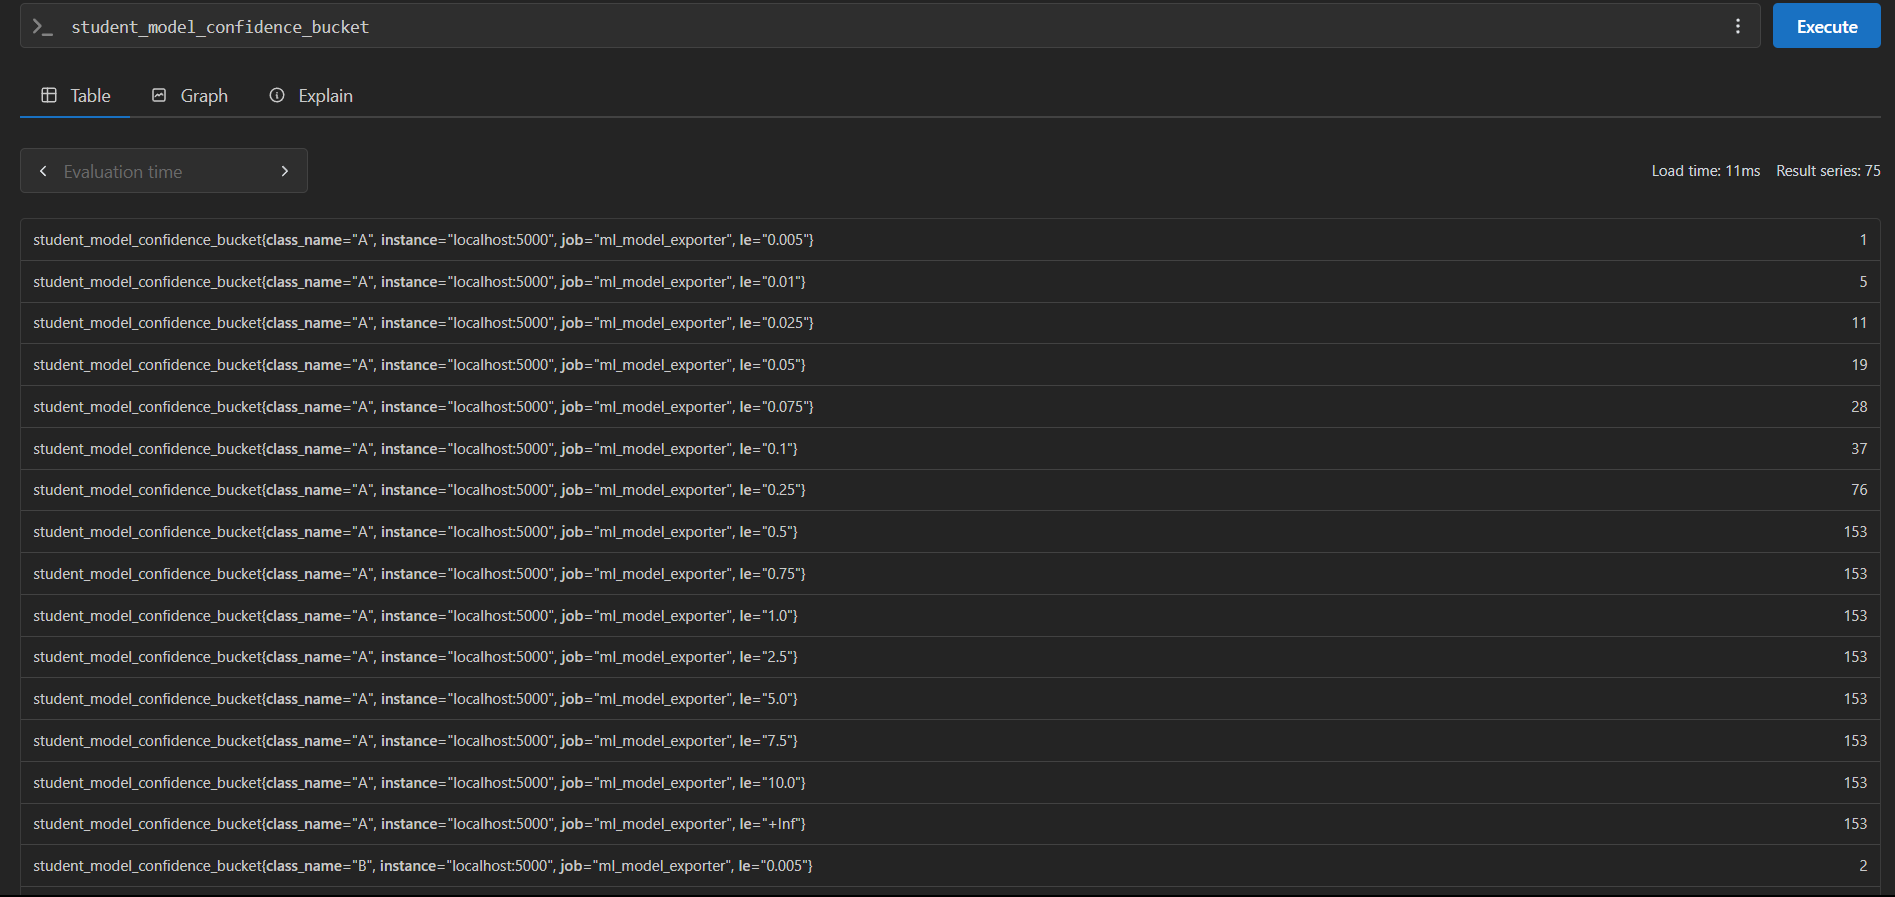 student_model_confidence_bucket
Execute
Table Graph Explain
Evaluation time
Load time: 11ms Result series: 75
student_model_confidence_bucket{class_name="A", instance="localhost:5000", job="ml_model_exporter", le="0.005"} 1
student_model_confidence_bucket{class_name="A", instance="localhost:5000", job="ml_model_exporter", le="0.01"} 5
student_model_confidence_bucket{class_name="A", instance="localhost:5000", job="ml_model_exporter", le="0.025"} 11
student_model_confidence_bucket{class_name="A", instance="localhost:5000", job="ml_model_exporter", le="0.05"} 19
student_model_confidence_bucket{class_name="A", instance="localhost:5000", job="ml_model_exporter", le="0.075"} 28
student_model_confidence_bucket{class_name="A", instance="localhost:5000", job="ml_model_exporter", le="0.1"} 37
student_model_confidence_bucket{class_name="A", instance="localhost:5000", job="ml_model_exporter", le="0.25"} 76
student_model_confidence_bucket{class_name="A", instance="localhost:5000", job="ml_model_exporter", le="0.5"} 153
student_model_confidence_bucket{class_name="A", instance="localhost:5000", job="ml_model_exporter", le="0.75"} 153
student_model_confidence_bucket{class_name="A", instance="localhost:5000", job="ml_model_exporter", le="1.0"} 153
student_model_confidence_bucket{class_name="A", instance="localhost:5000", job="ml_model_exporter", le="2.5"} 153
student_model_confidence_bucket{class_name="A", instance="localhost:5000", job="ml_model_exporter", le="5.0"} 153
student_model_confidence_bucket{class_name="A", instance="localhost:5000", job="ml_model_exporter", le="7.5"} 153
student_model_confidence_bucket{class_name="A", instance="localhost:5000", job="ml_model_exporter", le="10.0"} 153
student_model_confidence_bucket{class_name="A", instance="localhost:5000", job="ml_model_exporter", le="+Inf"} 153
student_model_confidence_bucket{class_name="B", instance="localhost:5000", job="ml_model_exporter", le="0.005"} 2